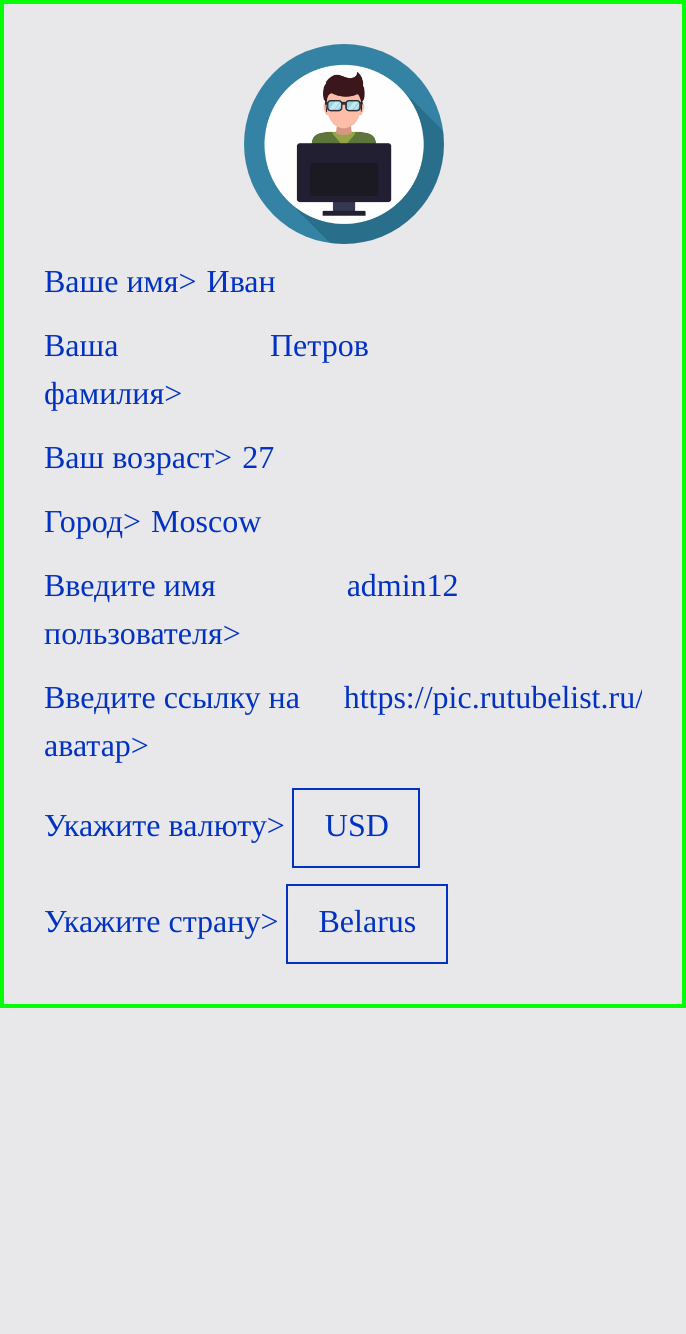 Ваше имя> Иван
Ваша Петров
фамилия>
Ваш возраст> 27
Город> Moscow
Введите имя admin12
пользователя>
Введите ссылку на https://pic.rutubelist.ru/
аватар>
Укажите валюту> USD
Укажите страну> Belarus